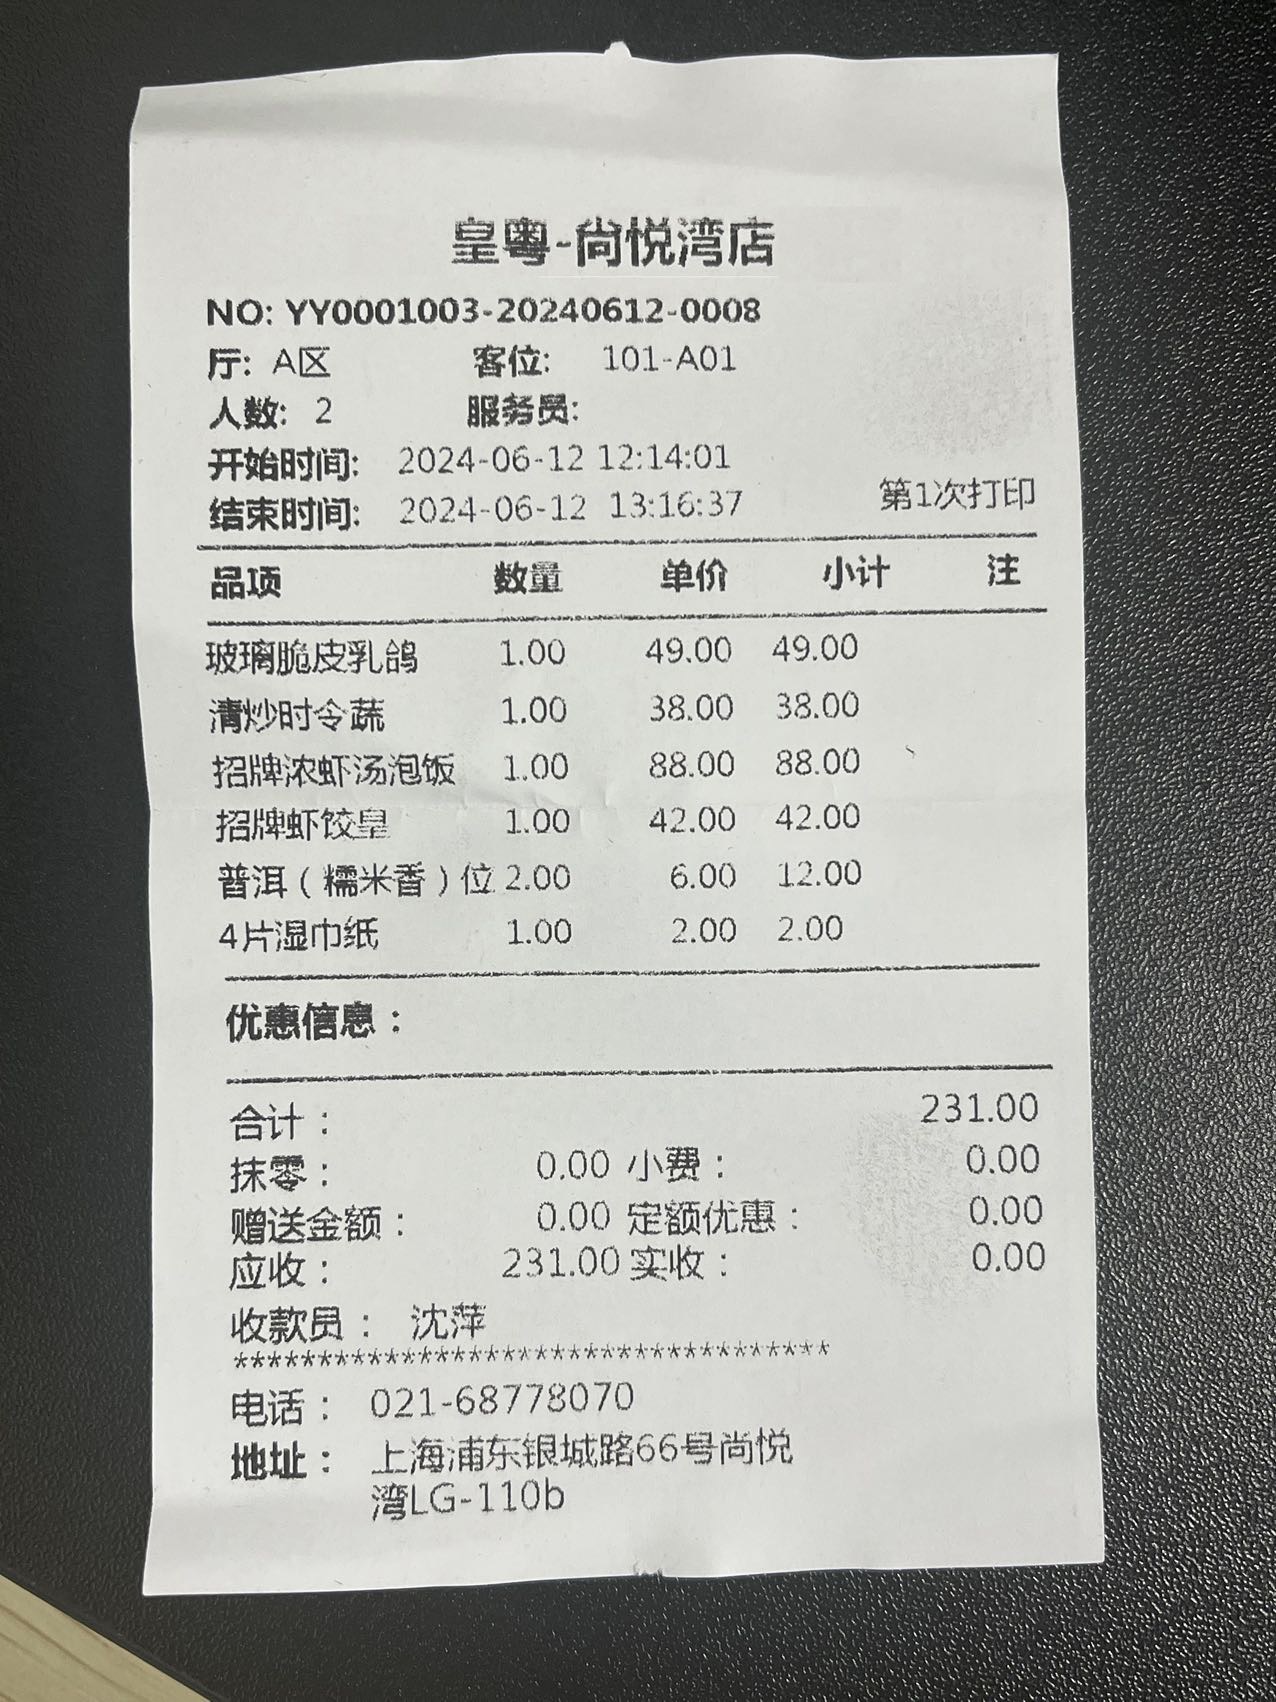 皇粤-尚悦湾店
NO: YY0001003-20240612-0008
厅: A区 客位: 101-A01
人数: 2 服务员:
开始时间: 2024-06-12 12:14:01
结束时间: 2024-06-12 13:16:37 第1次打印
品项 数量 单价 小计 注
玻璃脆皮乳鸽 1.00 49.00 49.00
清炒时令蔬 1.00 38.00 38.00
招牌浓虾汤泡饭 1.00 88.00 88.00
招牌虾饺皇 1.00 42.00 42.00
普洱（糯米香）位 2.00 6.00 12.00
4片湿巾纸 1.00 2.00 2.00
优惠信息：
合计： 231.00
抹零： 0.00 小费： 0.00
赠送金额： 0.00 定额优惠： 0.00
应收： 231.00 实收： 0.00
收款员： 沈萍
***********************************
电话： 021-68778070
地址： 上海浦东银城路66号尚悦
湾LG-110b